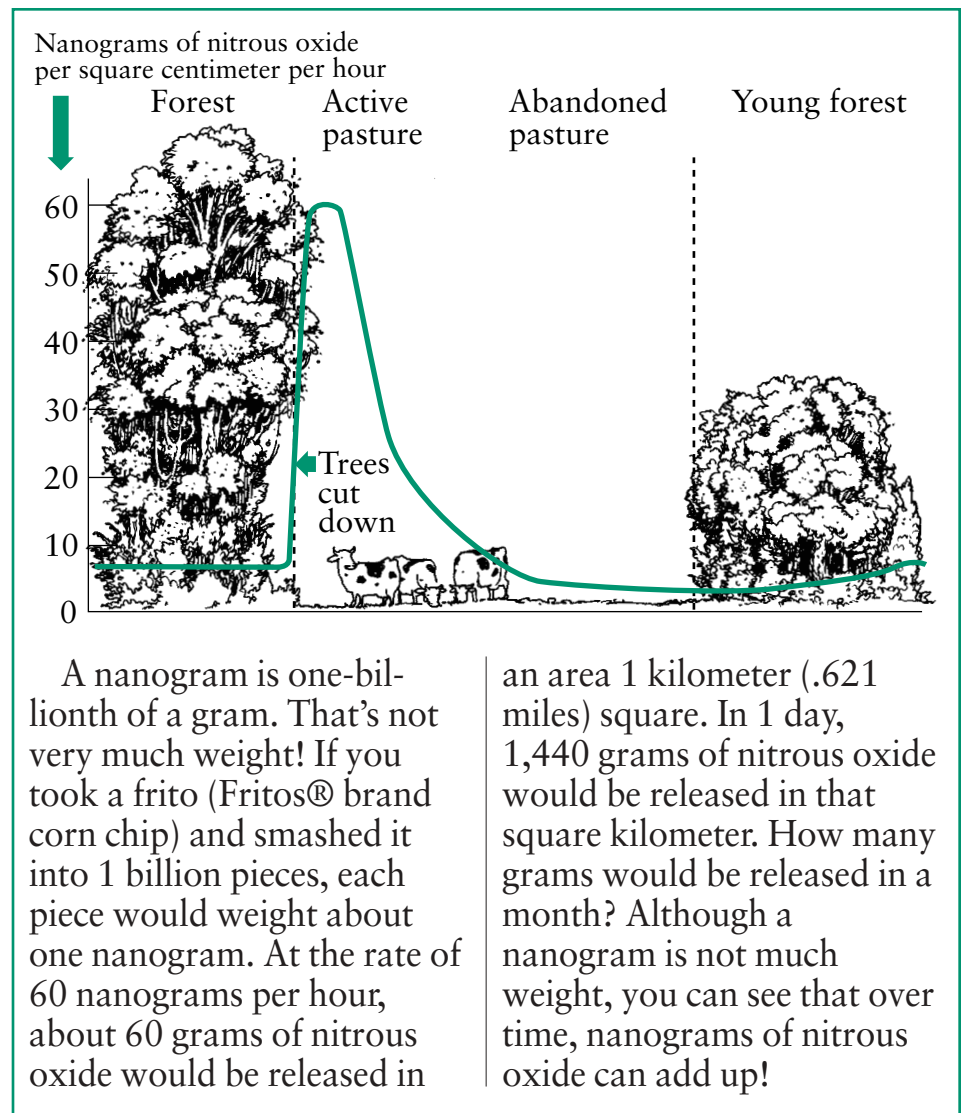 Nanograms of nitrous oxide
per square centimeter per hour
Forest
Active
pasture
Abandoned
pasture
Young forest
60
50
40
30
20
10
0
Trees
cut
down
A nanogram is one-bil-
lionth of a gram. That’s not
very much weight! If you
took a frito (Fritos® brand
corn chip) and smashed it
into 1 billion pieces, each
piece would weight about
one nanogram. At the rate of
60 nanograms per hour,
about 60 grams of nitrous
oxide would be released in
an area 1 kilometer (.621
miles) square. In 1 day,
1,440 grams of nitrous oxide
would be released in that
square kilometer. How many
grams would be released in a
month? Although a
nanogram is not much
weight, you can see that over
time, nanograms of nitrous
oxide can add up!